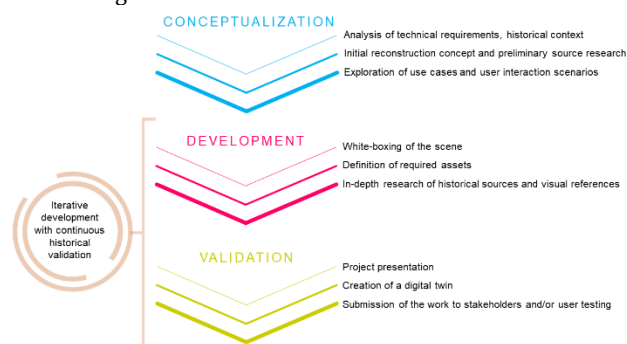 CONCEPTUALIZATION
Analysis of technical requirements, historical context
Initial reconstruction concept and preliminary source research
Exploration of use cases and user interaction scenarios
DEVELOPMENT
White-boxing of the scene
Definition of required assets
In-depth research of historical sources and visual references
Iterative
development
with continuous
historical
validation
VALIDATION
Project presentation
Creation of a digital twin
Submission of the work to stakeholders and/or user testing